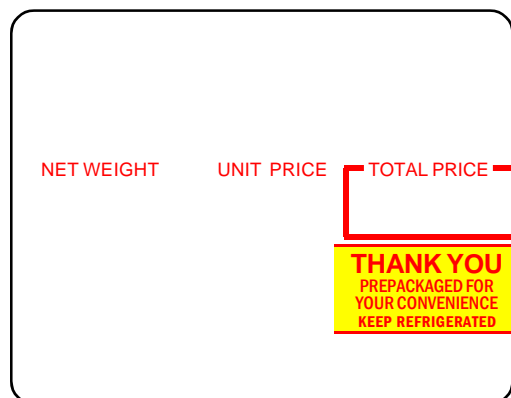 NET WEIGHT UNIT PRICE TOTAL PRICE
THANK YOU
PREPACKAGED FOR
YOUR CONVENIENCE
KEEP REFRIGERATED